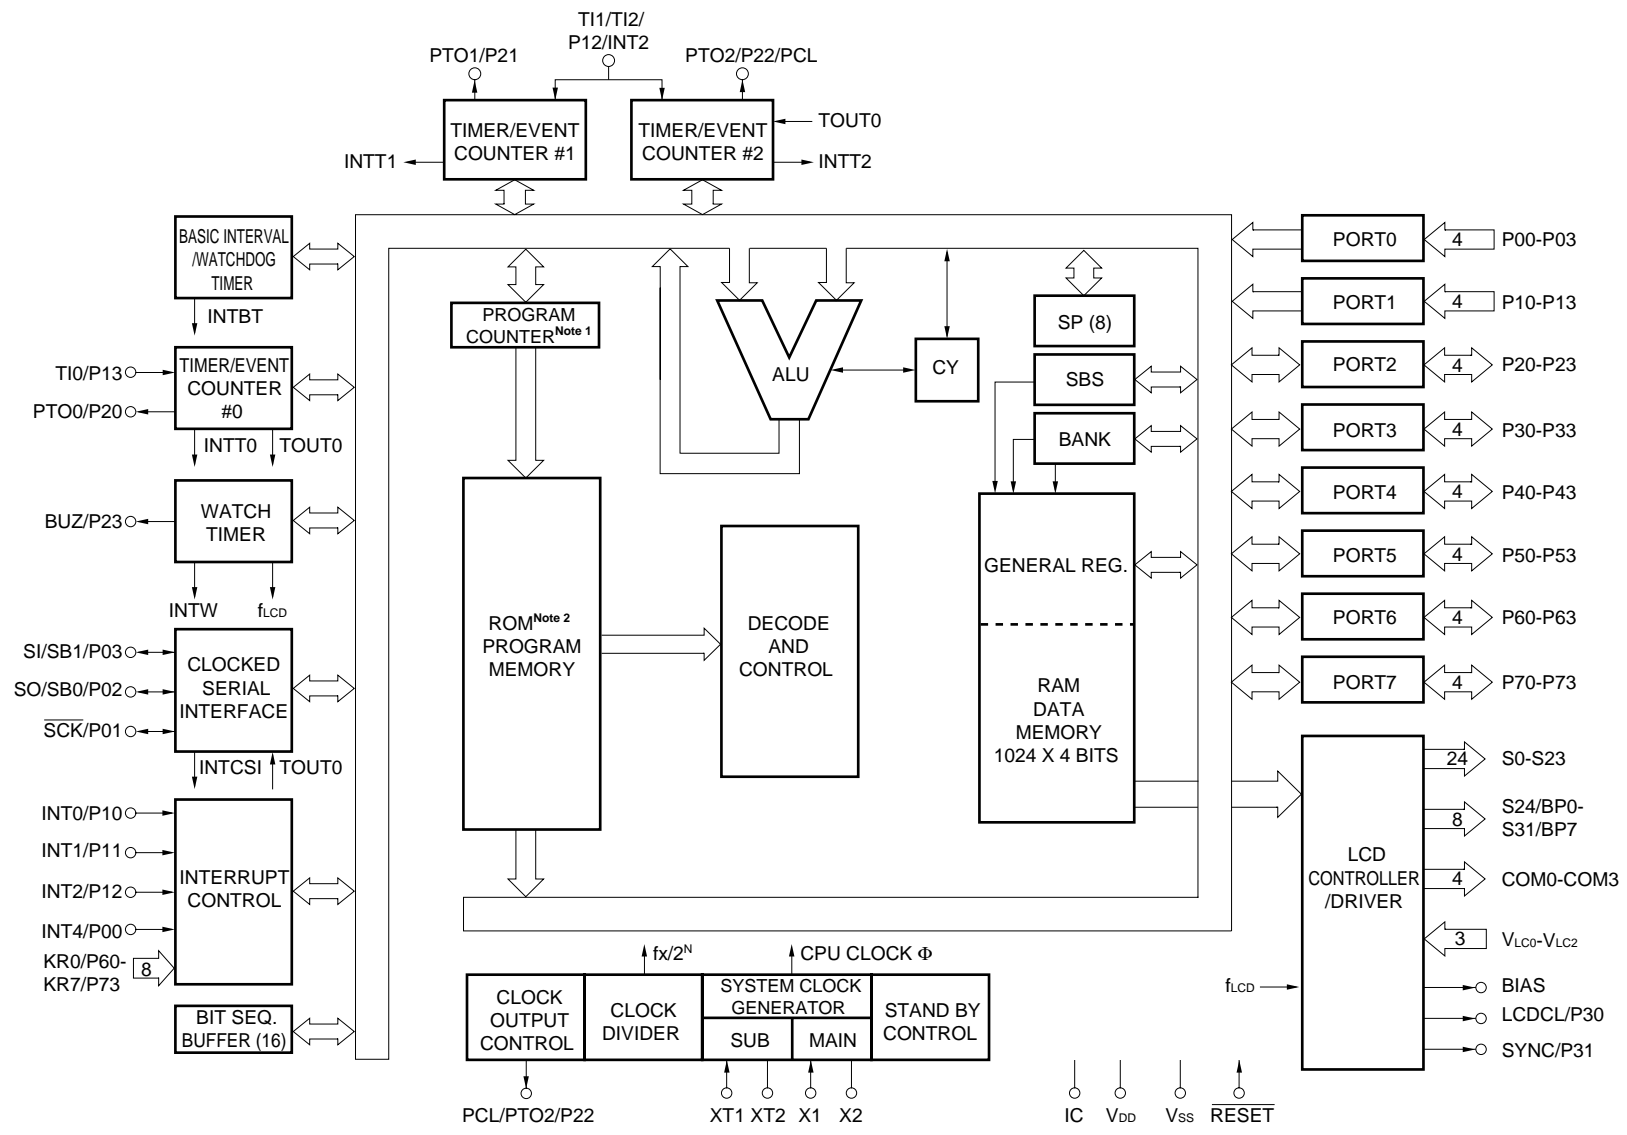 TI1/TI2/
P12/INT2
PTO1/P21
PTO2/P22/PCL
TIMER/EVENT
COUNTER #1
TIMER/EVENT
COUNTER #2
TOUT0
INTT1
INTT2
BASIC INTERVAL
/WATCHDOG
TIMER
INTBT
TI0/P13
PTO0/P20
TIMER/EVENT
COUNTER
#0
INTT0
TOUT0
BUZ/P23
WATCH
TIMER
INTW
fLCD
SI/SB1/P03
SO/SB0/P02
SCK/P01
CLOCKED
SERIAL
INTERFACE
INTCSI
TOUT0
INT0/P10
INT1/P11
INT2/P12
INT4/P00
KR0/P60-
KR7/P73
8
INTERRUPT
CONTROL
BIT SEQ.
BUFFER (16)
PROGRAM
COUNTER Note 1
ALU
CY
SP (8)
SBS
BANK
ROM Note 2
PROGRAM
MEMORY
DECODE
AND
CONTROL
GENERAL REG.
RAM
DATA
MEMORY
1024 X 4 BITS
fx/2N
CPU CLOCK Φ
CLOCK
OUTPUT
CONTROL
CLOCK
DIVIDER
SYSTEM CLOCK
GENERATOR
SUB
MAIN
STAND BY
CONTROL
PCL/PTO2/P22
XT1
XT2
X1
X2
IC
VDD
VSS
RESET
PORT0
4
P00-P03
PORT1
4
P10-P13
PORT2
4
P20-P23
PORT3
4
P30-P33
PORT4
4
P40-P43
PORT5
4
P50-P53
PORT6
4
P60-P63
PORT7
4
P70-P73
LCD
CONTROLLER
/DRIVER
24
S0-S23
8
S24/BP0-
S31/BP7
4
COM0-COM3
3
VLC0-VLC2
fLCD
BIAS
LCDCL/P30
SYNC/P31